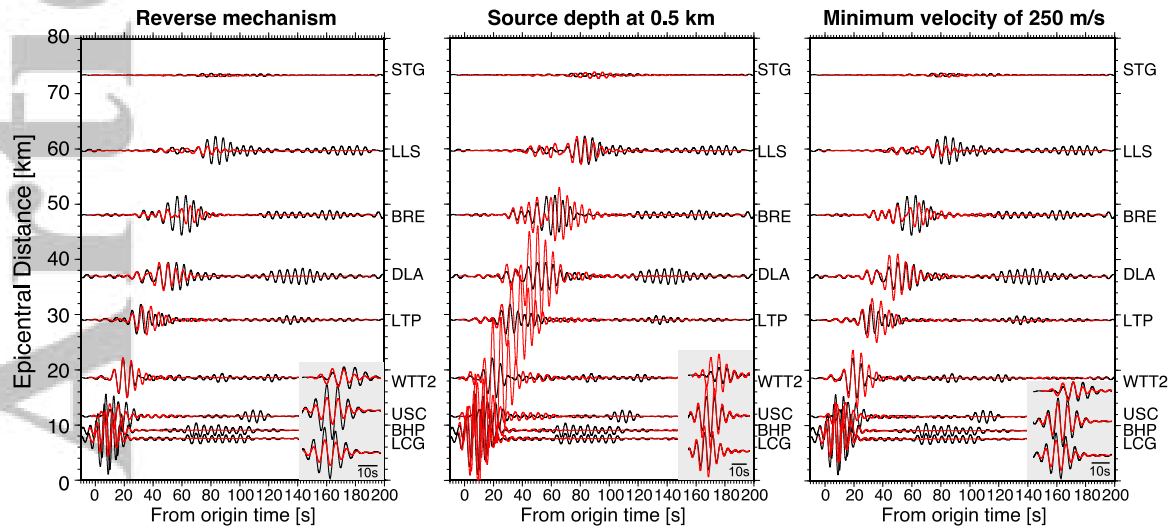 Reverse mechanism
Source depth at 0.5 km
Minimum velocity of 250 m/s
Epicentral Distance [km]
80
70
60
50
40
30
20
10
0
STG
LLS
BRE
DLA
LTP
WTT2
USC
BHP
LCG
10s
0 20 40 60 80 100 120 140 160 180 200
From origin time [s]
STG
LLS
BRE
DLA
LTP
WTT2
USC
BHP
LCG
10s
0 20 40 60 80 100 120 140 160 180 200
From origin time [s]
STG
LLS
BRE
DLA
LTP
WTT2
USC
BHP
LCG
10s
0 20 40 60 80 100 120 140 160 180 200
From origin time [s]